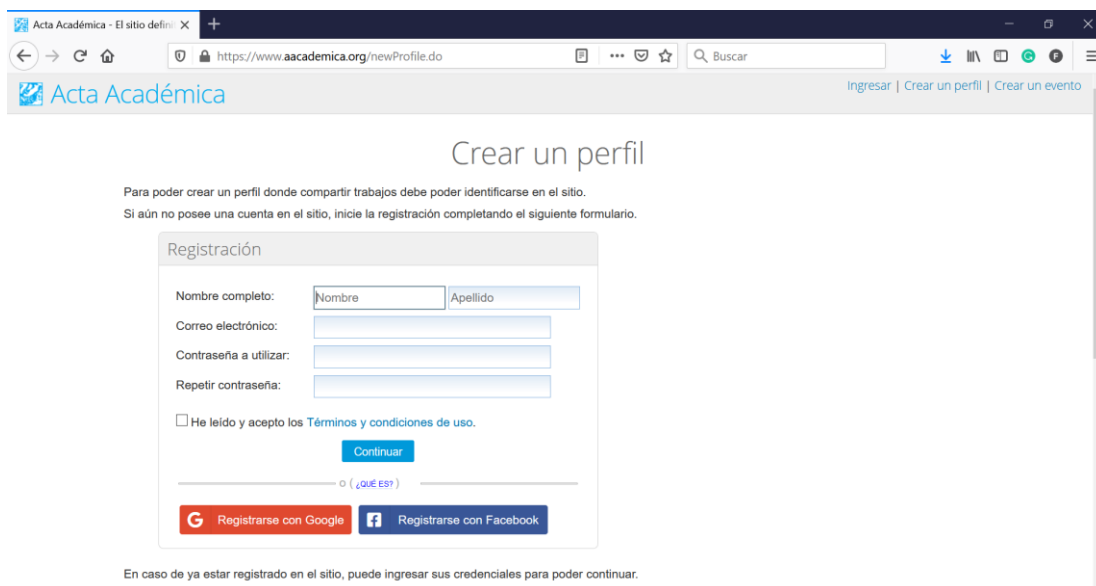 Acta Académica - El sitio defini
https://www.aacademica.org/newProfile.do
Buscar
Acta Académica
Ingresar | Crear un perfil | Crear un evento
Crear un perfil
Para poder crear un perfil donde compartir trabajos debe poder identificarse en el sitio.
Si aún no posee una cuenta en el sitio, inicie la registración completando el siguiente formulario.
Registración
Nombre completo: Nombre Apellido
Correo electrónico:
Contraseña a utilizar:
Repetir contraseña:
He leído y acepto los Términos y condiciones de uso.
Continuar
o ( ¿QUÉ ES? )
G Registrarse con Google f Registrarse con Facebook
En caso de ya estar registrado en el sitio, puede ingresar sus credenciales para poder continuar.